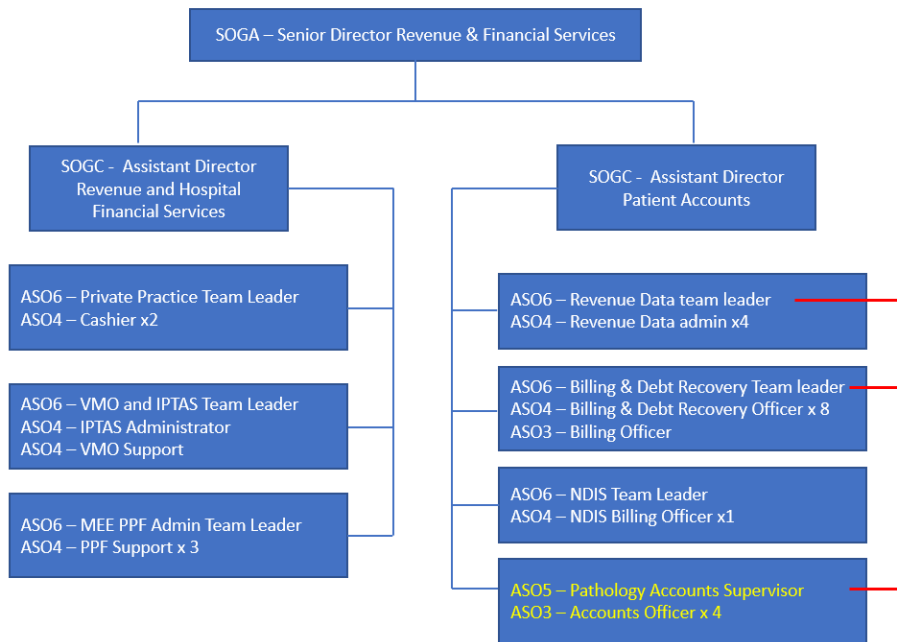 SOGA – Senior Director Revenue & Financial Services
SOGC - Assistant Director
Revenue and Hospital
Financial Services
SOGC - Assistant Director
Patient Accounts
ASO6 – Private Practice Team Leader
ASO4 – Cashier x2
ASO6 – VMO and IPTAS Team Leader
ASO4 – IPTAS Administrator
ASO4 – VMO Support
ASO6 – MEE PPF Admin Team Leader
ASO4 – PPF Support x 3
ASO6 – Revenue Data team leader
ASO4 – Revenue Data admin x4
ASO6 – Billing & Debt Recovery Team leader
ASO4 – Billing & Debt Recovery Officer x 8
ASO3 – Billing Officer
ASO6 – NDIS Team Leader
ASO4 – NDIS Billing Officer x1
ASO5 – Pathology Accounts Supervisor
ASO3 – Accounts Officer x 4